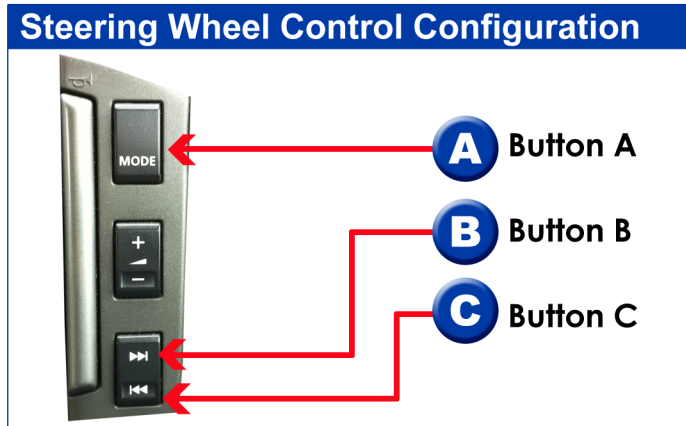 Steering Wheel Control Configuration
MODE
+
−
A Button A
B Button B
C Button C